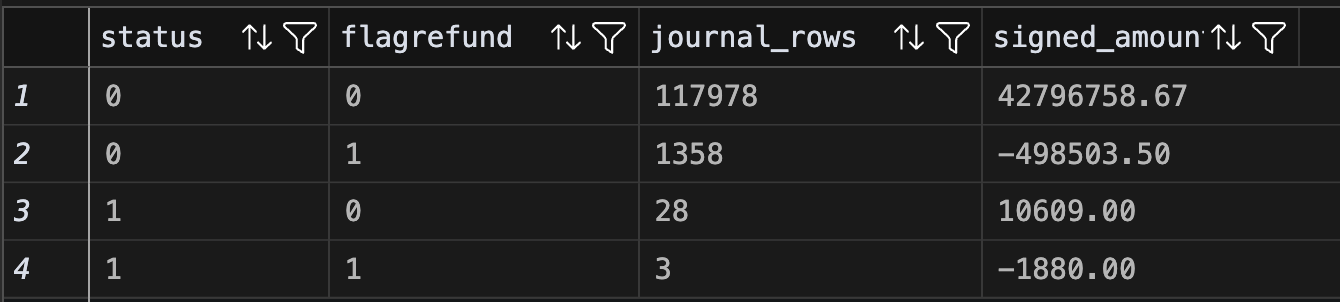 status flagrefund journal_rows signed_amoun
1 0 0 117978 42796758.67
2 0 1 1358 -498503.50
3 1 0 28 10609.00
4 1 1 3 -1880.00